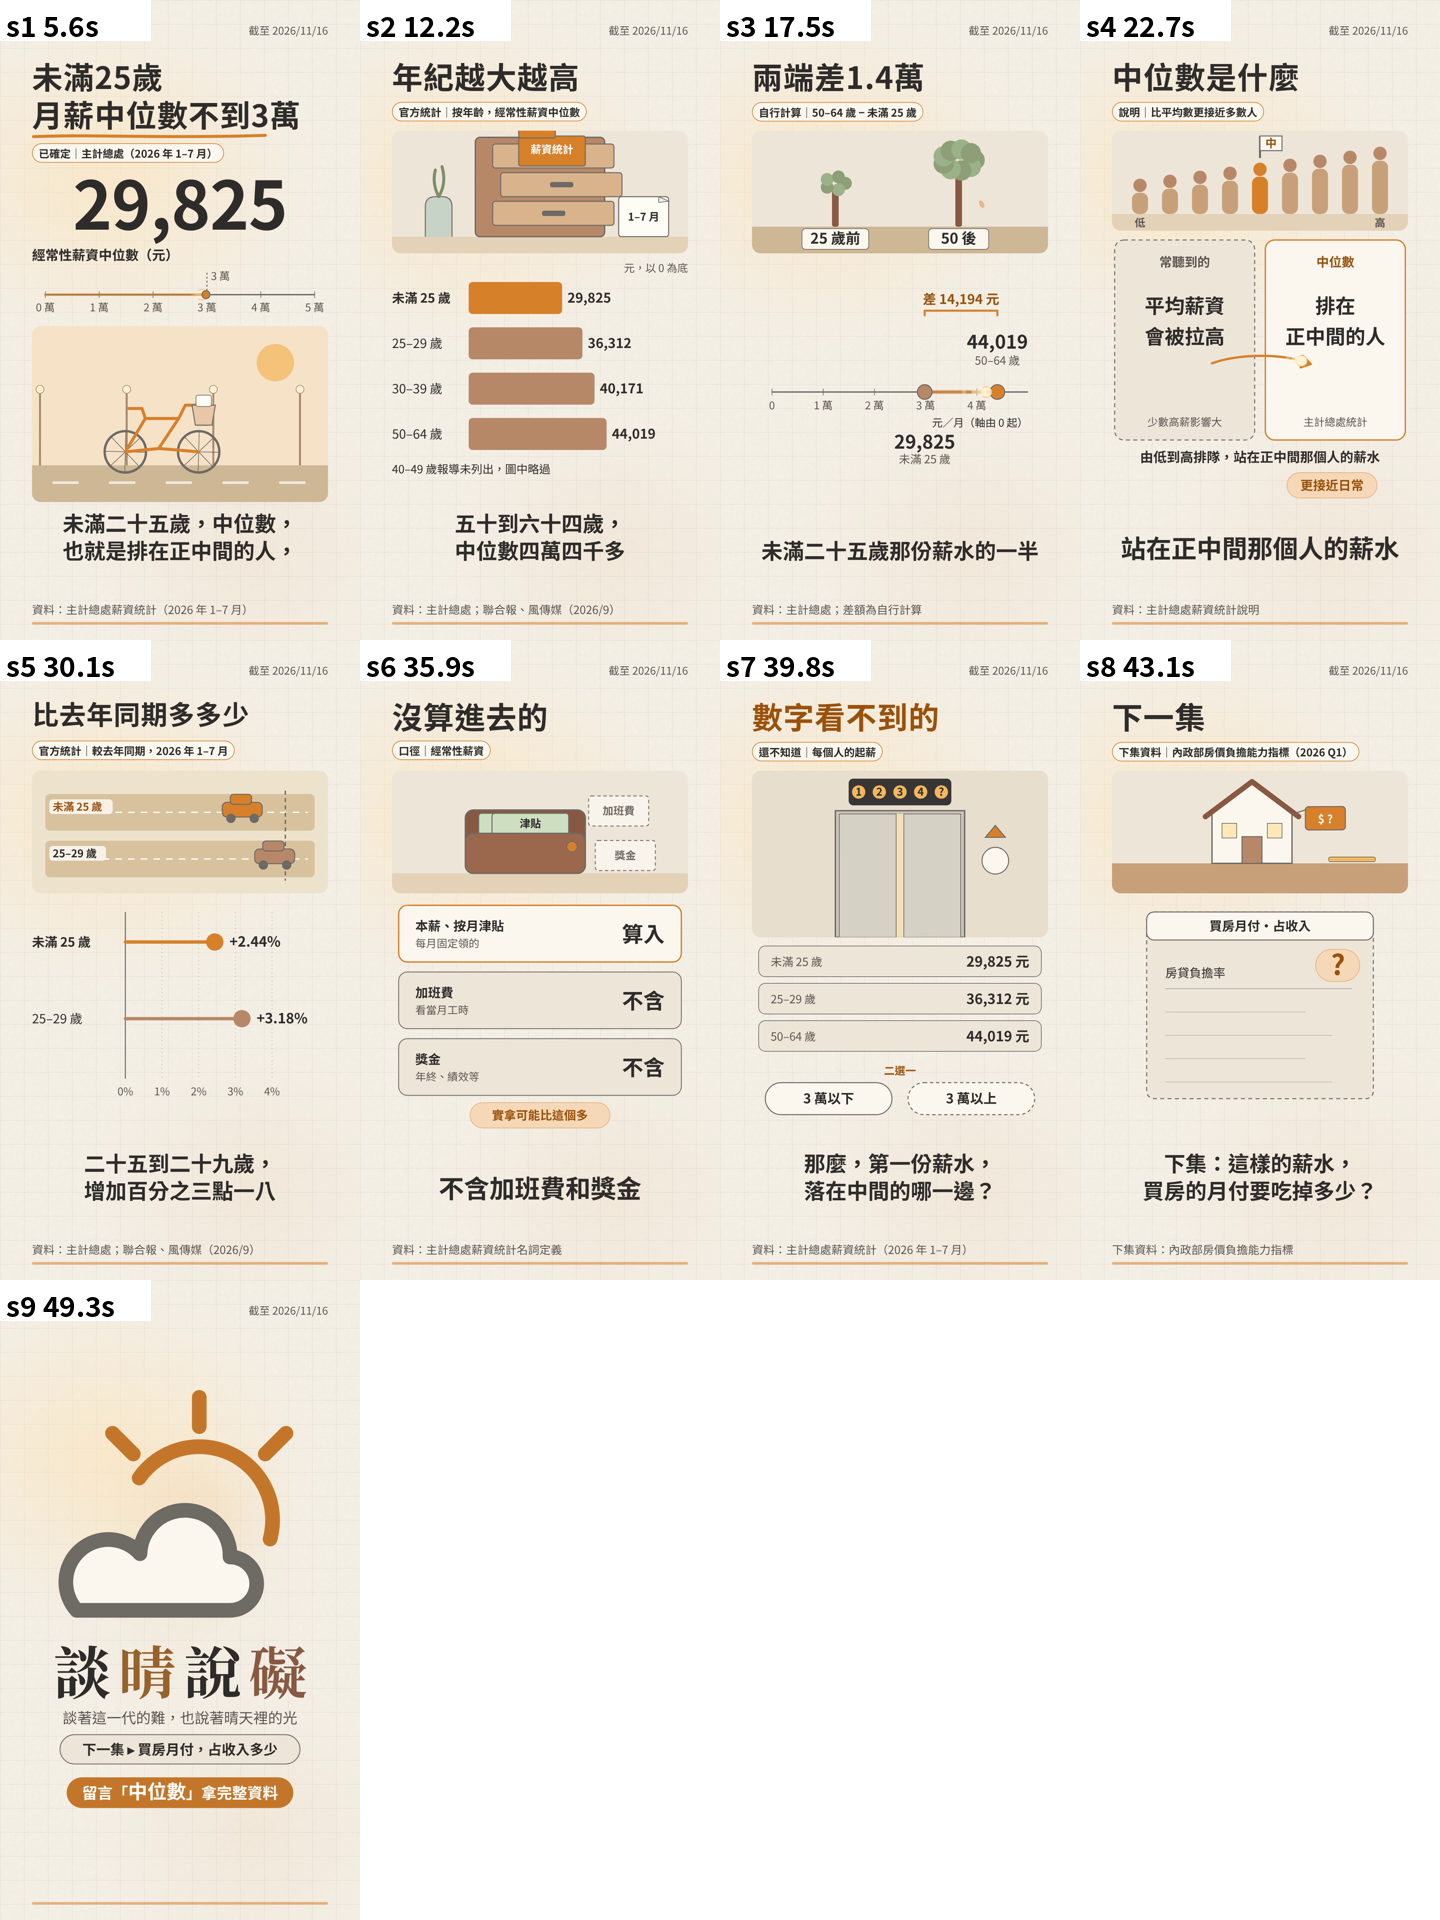 s1 5.6s
截至 2026/11/16
未滿25歲
月薪中位數不到3萬
已確定｜主計總處（2026 年 1–7 月）
29,825
經常性薪資中位數（元）
3 萬
0 萬 1 萬 2 萬 3 萬 4 萬 5 萬
未滿二十五歲，中位數，
也就是排在正中間的人，
資料：主計總處薪資統計（2026 年 1–7 月）
s2 12.2s
截至 2026/11/16
年紀越大越高
官方統計｜按年齡，經常性薪資中位數
薪資統計
1–7 月
元，以 0 為底
未滿 25 歲 29,825
25–29 歲 36,312
30–39 歲 40,171
50–64 歲 44,019
40–49 歲報導未列出，圖中略過
五十到六十四歲，
中位數四萬四千多
資料：主計總處；聯合報、風傳媒（2026/9）
s3 17.5s
截至 2026/11/16
兩端差1.4萬
自行計算｜50–64 歲 − 未滿 25 歲
25 歲前 50 後
差 14,194 元
44,019
50–64 歲
0 1 萬 2 萬 3 萬 4 萬
元／月（軸由 0 起）
29,825
未滿 25 歲
未滿二十五歲那份薪水的一半
資料：主計總處；差額為自行計算
s4 22.7s
截至 2026/11/16
中位數是什麼
說明｜比平均數更接近多數人
中
低 高
常聽到的
平均薪資
會被拉高
少數高薪影響大
中位數
排在
正中間的人
主計總處統計
由低到高排隊，站在正中間那個人的薪水
更接近日常
站在正中間那個人的薪水
資料：主計總處薪資統計說明
s5 30.1s
截至 2026/11/16
比去年同期多多少
官方統計｜較去年同期，2026 年 1–7 月
未滿 25 歲
25–29 歲
未滿 25 歲 +2.44%
25–29 歲 +3.18%
0% 1% 2% 3% 4%
二十五到二十九歲，
增加百分之三點一八
資料：主計總處；聯合報、風傳媒（2026/9）
s6 35.9s
截至 2026/11/16
沒算進去的
口徑｜經常性薪資
津貼
加班費
獎金
本薪、按月津貼
每月固定領的
算入
加班費
看當月工時
不含
獎金
年終、績效等
不含
實拿可能比這個多
不含加班費和獎金
資料：主計總處薪資統計名詞定義
s7 39.8s
截至 2026/11/16
數字看不到的
還不知道｜每個人的起薪
1 2 3 4 ?
未滿 25 歲 29,825 元
25–29 歲 36,312 元
50–64 歲 44,019 元
二選一
3 萬以下 3 萬以上
那麼，第一份薪水，
落在中間的哪一邊？
資料：主計總處薪資統計（2026 年 1–7 月）
s8 43.1s
截至 2026/11/16
下一集
下集資料｜內政部房價負擔能力指標（2026 Q1）
$ ?
買房月付・占收入
房貸負擔率
?
下集：這樣的薪水，
買房的月付要吃掉多少？
下集資料：內政部房價負擔能力指標
s9 49.3s
截至 2026/11/16
談晴說礙
談著這一代的難，也說著晴天裡的光
下一集 ▸ 買房月付，占收入多少
留言「中位數」拿完整資料